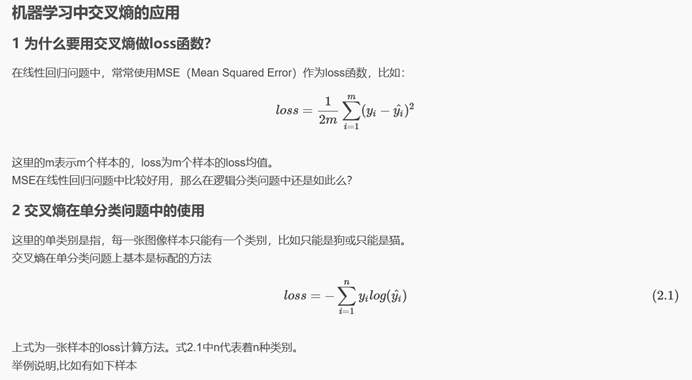 机器学习中交叉熵的应用
1 为什么要用交叉熵做loss函数？
在线性回归问题中，常常使用MSE（Mean Squared Error）作为loss函数，比如：
loss = \frac{1}{2m} \sum_{i=1}^{m} (y_i - \hat{y_i})^2
这里的m表示m个样本的，loss为m个样本的loss均值。
MSE在线性回归问题中比较好用，那么在逻辑分类问题中还是如此么？
2 交叉熵在单分类问题中的使用
这里的单类别是指，每一张图像样本只能有一个类别，比如只能是狗或只能是猫。
交叉熵在单分类问题上基本是标配的方法
loss = -\sum_{i=1}^{n} y_i log(\hat{y_i}) (2.1)
上式为一张样本的loss计算方法。式2.1中n代表着n种类别。
举例说明,比如有如下样本